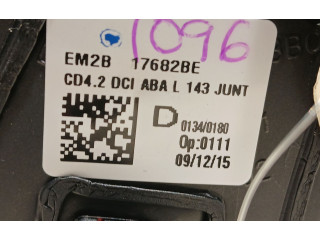 1096
EM2B 17682BE
CD4.2 DCI ABA L 143 JUNT
D 0134/0180
Op:0111
09/12/15